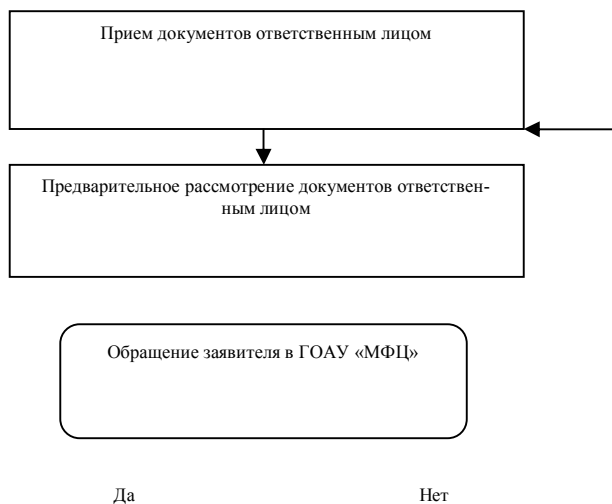 Прием документов ответственным лицом
Предварительное рассмотрение документов ответствен-
ным лицом
Обращение заявителя в ГОАУ «МФЦ»
Да Нет